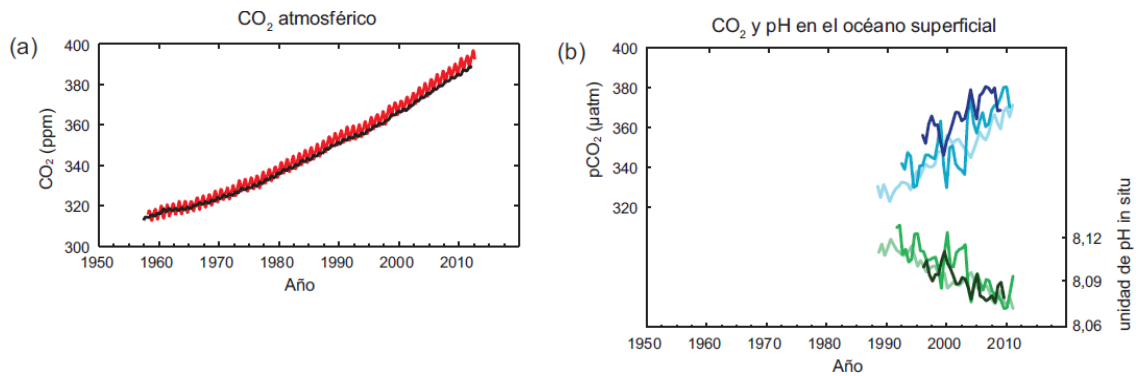 CO₂ atmosférico
(a)
400
380
360
340
320
300
CO₂ (ppm)
1950 1960 1970 1980 1990 2000 2010
Año
CO₂ y pH en el océano superficial
(b)
400
380
360
340
320
pCO₂ (µatm)
8,12
8,09
8,06
unidad de pH in situ
1950 1960 1970 1980 1990 2000 2010
Año